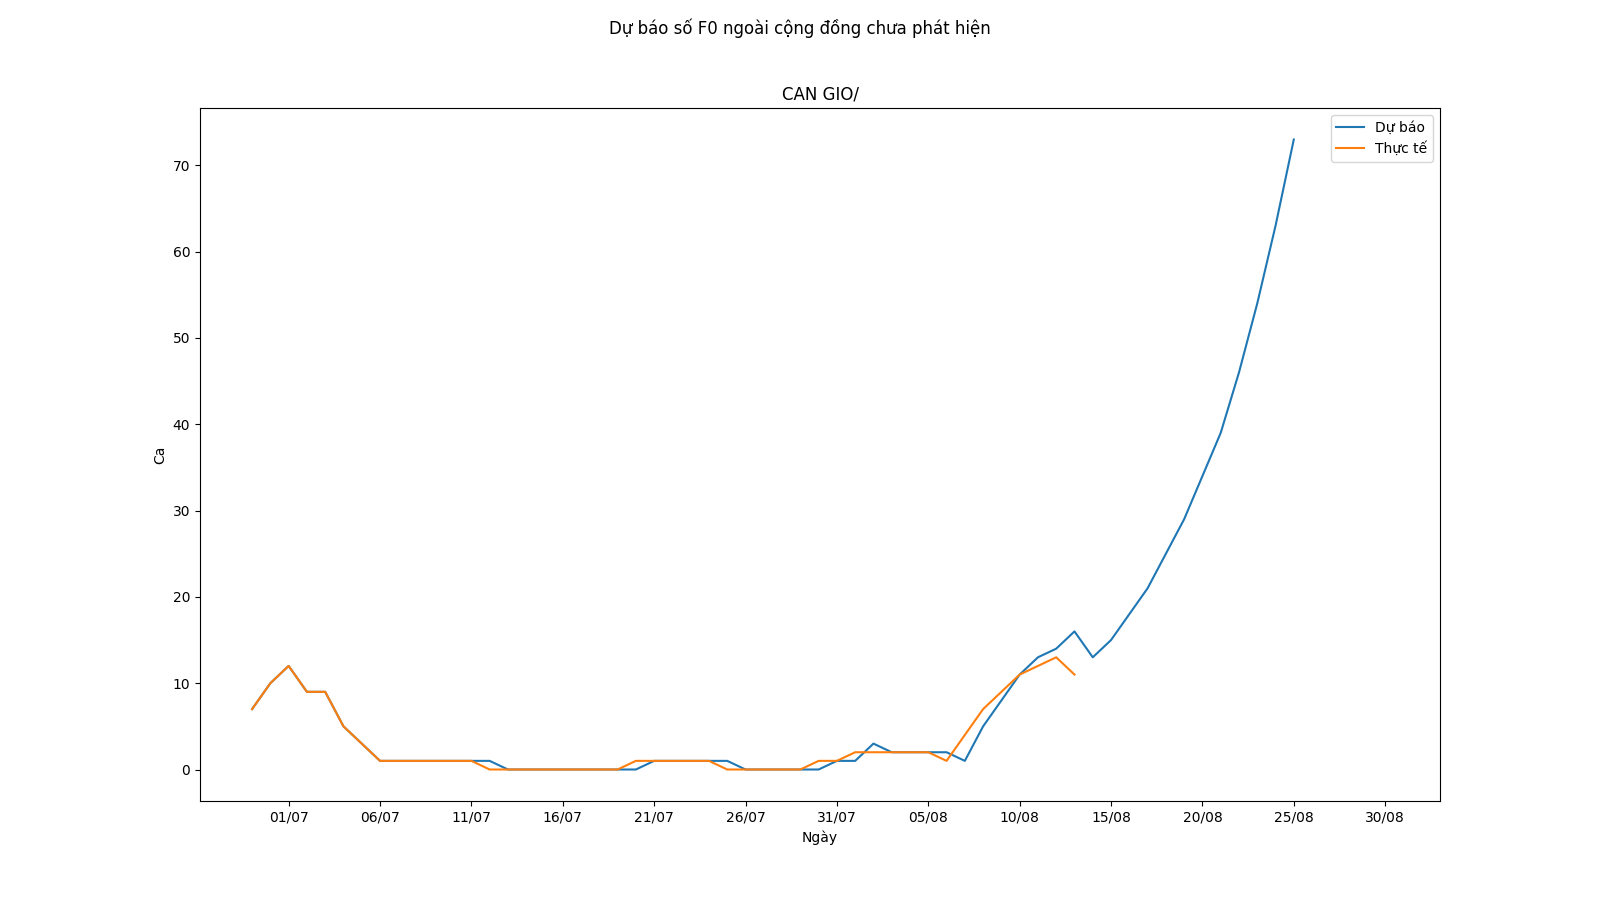 Dự báo số F0 ngoài cộng đồng chưa phát hiện
CAN GIO/
Dự báo
Thực tế
70
60
50
40
30
20
10
0
Ca
01/07 06/07 11/07 16/07 21/07 26/07 31/07 05/08 10/08 15/08 20/08 25/08 30/08
Ngày